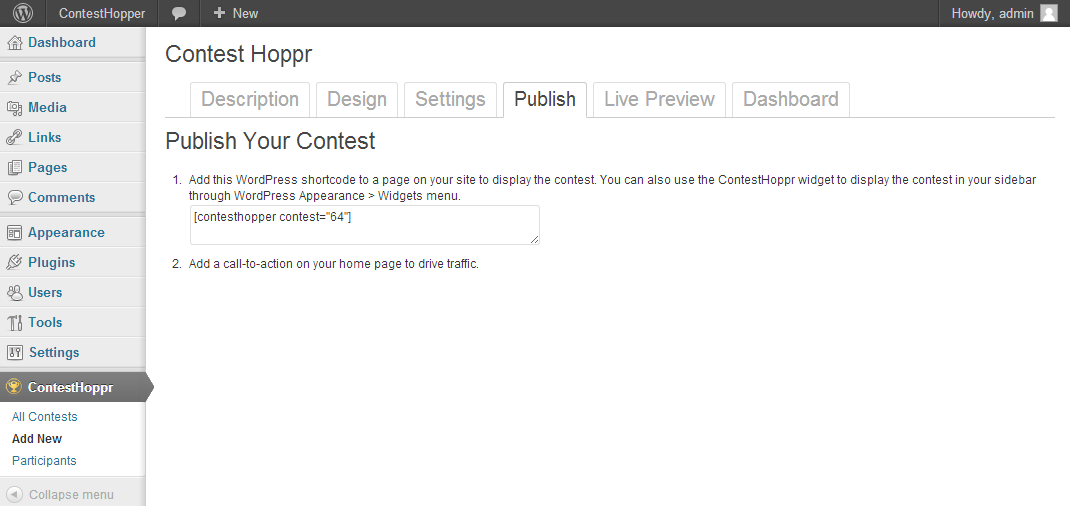 ContestHopper
New
Howdy, admin
Dashboard
Posts
Media
Links
Pages
Comments
Appearance
Plugins
Users
Tools
Settings
ContestHoppr
All Contests
Add New
Participants
Collapse menu
Contest Hoppr
Description
Design
Settings
Publish
Live Preview
Dashboard
Publish Your Contest
1. Add this WordPress shortcode to a page on your site to display the contest. You can also use the ContestHoppr widget to display the contest in your sidebar
through WordPress Appearance > Widgets menu.
[contesthopper contest="64"]
2. Add a call-to-action on your home page to drive traffic.